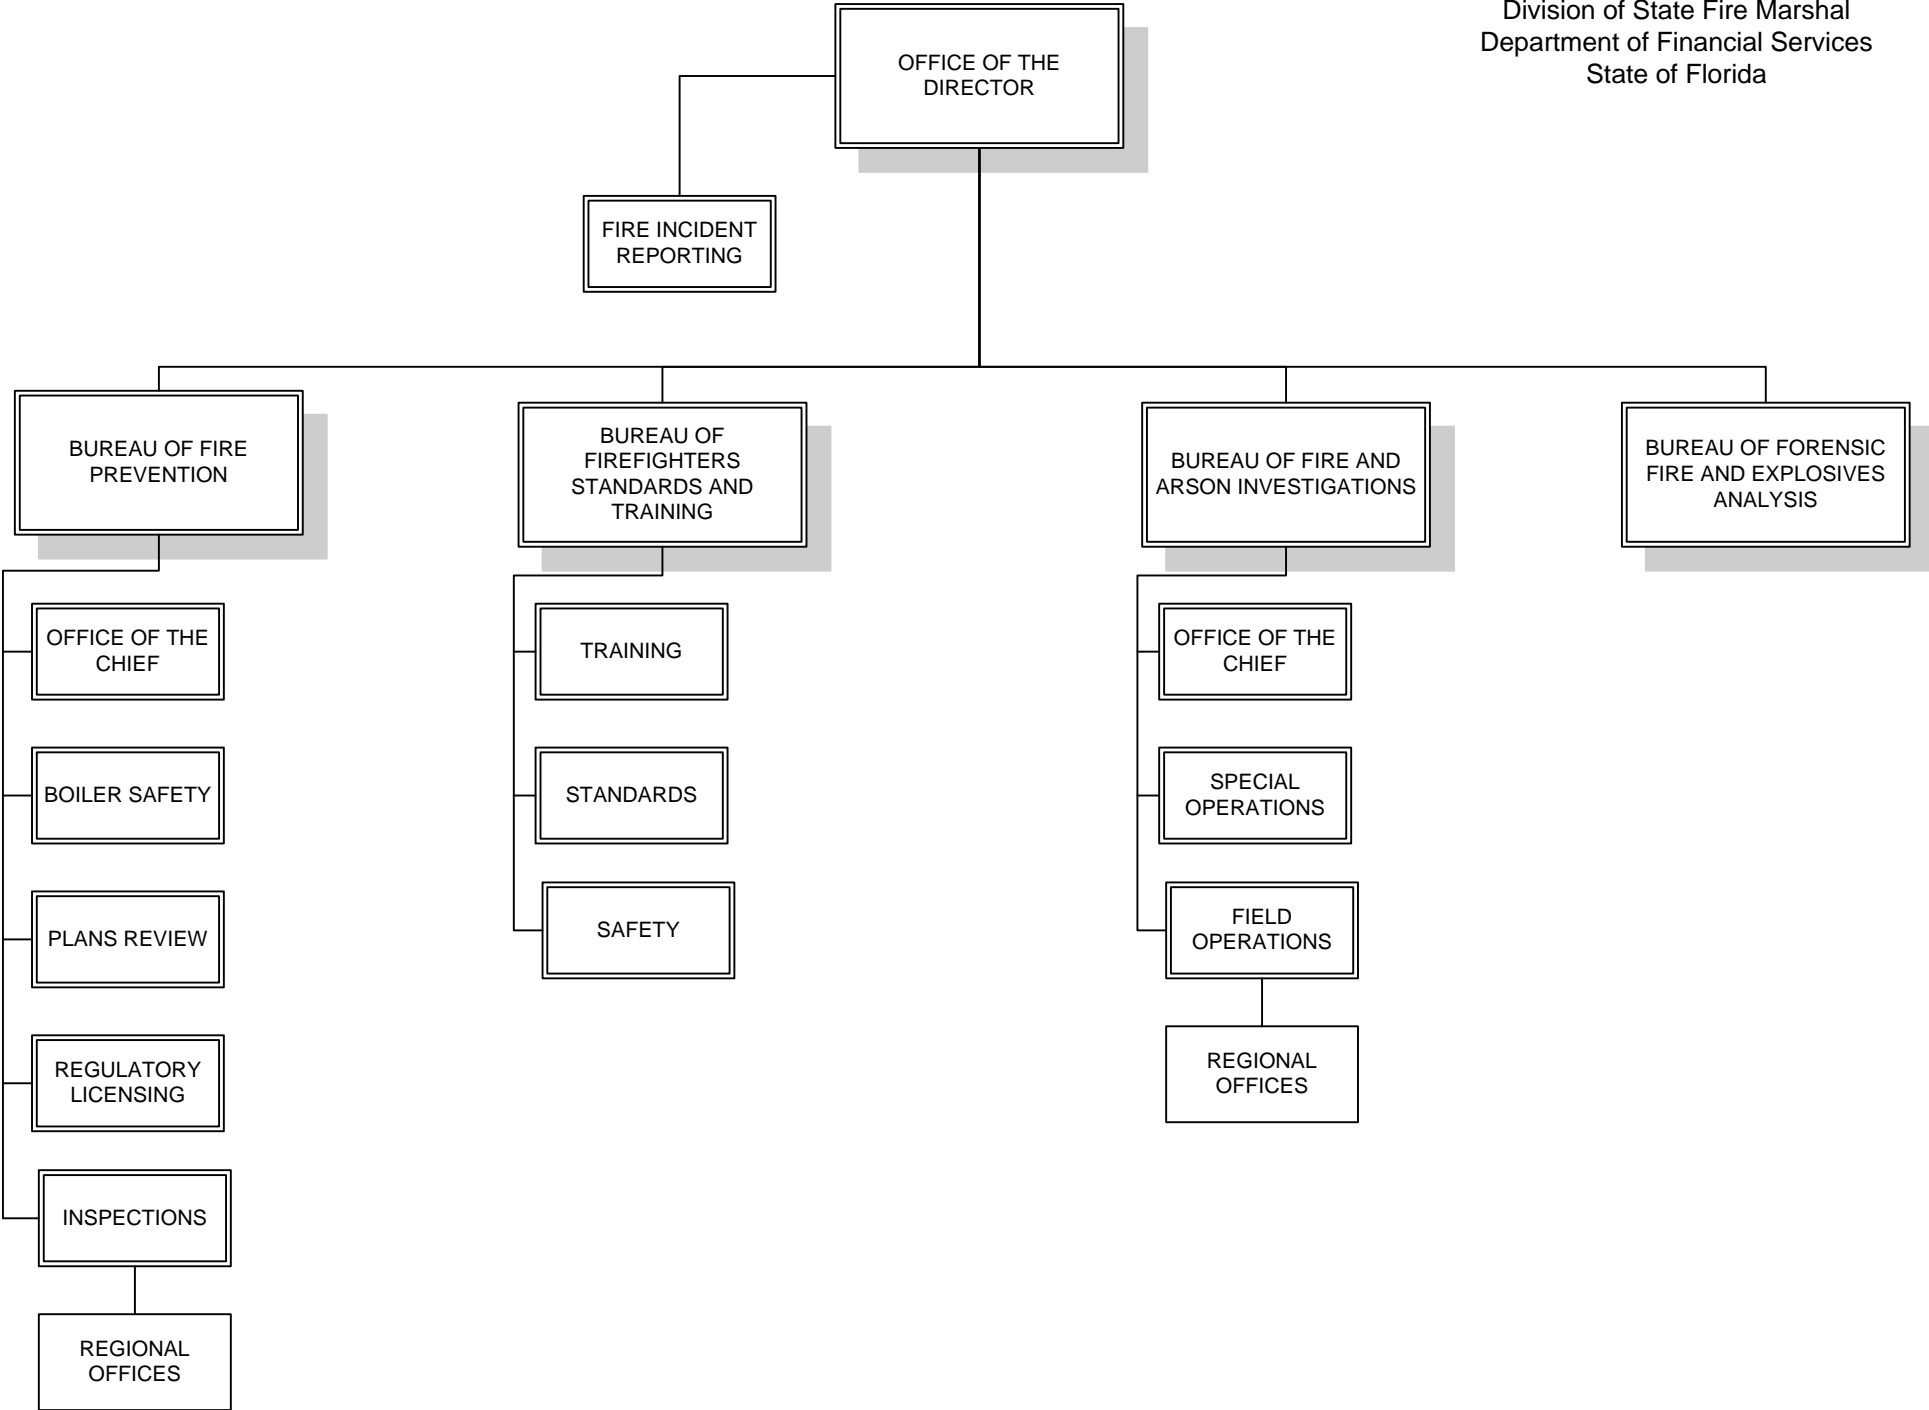 Division of State Fire Marshal
Department of Financial Services
State of Florida
OFFICE OF THE
DIRECTOR
FIRE INCIDENT
REPORTING
BUREAU OF FIRE
PREVENTION
BUREAU OF
FIREFIGHTERS
STANDARDS AND
TRAINING
BUREAU OF FIRE AND
ARSON INVESTIGATIONS
BUREAU OF FORENSIC
FIRE AND EXPLOSIVES
ANALYSIS
OFFICE OF THE
CHIEF
BOILER SAFETY
PLANS REVIEW
REGULATORY
LICENSING
INSPECTIONS
REGIONAL
OFFICES
TRAINING
STANDARDS
SAFETY
OFFICE OF THE
CHIEF
SPECIAL
OPERATIONS
FIELD
OPERATIONS
REGIONAL
OFFICES